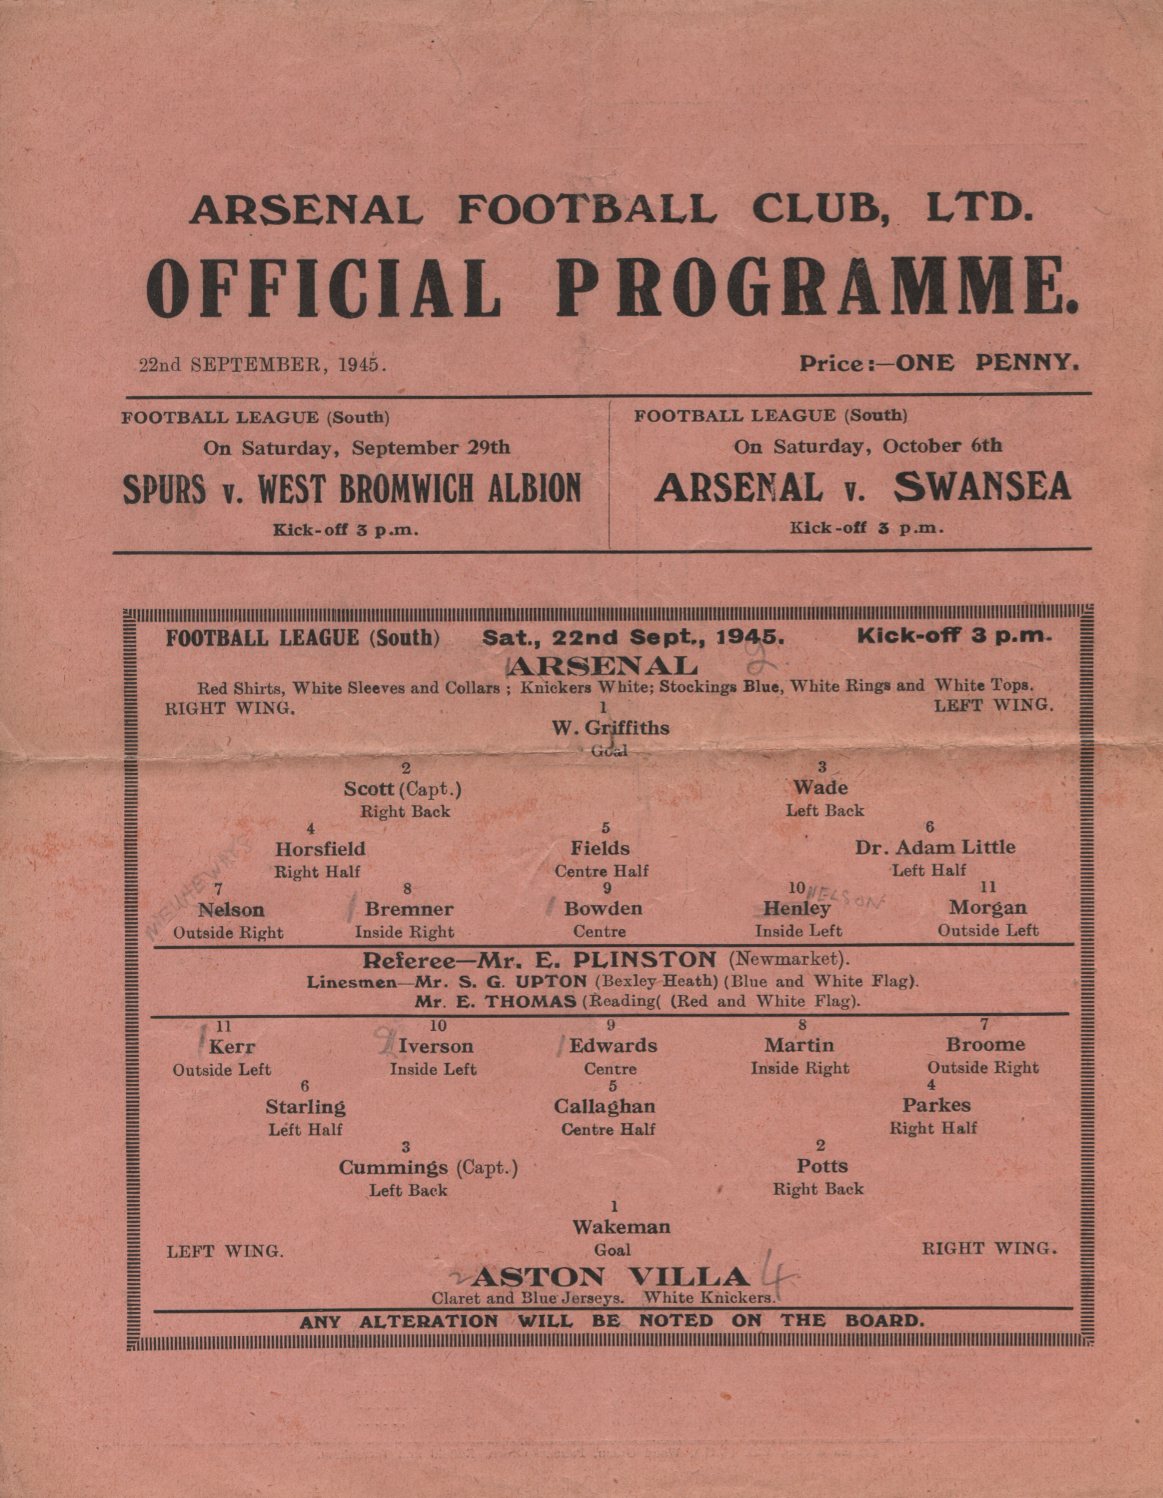 ARSENAL FOOTBALL CLUB, LTD.
OFFICIAL PROGRAMME.
22nd SEPTEMBER, 1945.
Price:—ONE PENNY.
FOOTBALL LEAGUE (South)
On Saturday, September 29th
SPURS v. WEST BROMWICH ALBION
Kick-off 3 p.m.
FOOTBALL LEAGUE (South)
On Saturday, October 6th
ARSENAL v. SWANSEA
Kick-off 3 p.m.
FOOTBALL LEAGUE (South) Sat., 22nd Sept., 1945. Kick-off 3 p.m.
ARSENAL 2
Red Shirts, White Sleeves and Collars ; Knickers White; Stockings Blue, White Rings and White Tops.
RIGHT WING. 1 LEFT WING.
W. Griffiths
Goal
2 3
Scott (Capt.) Wade
Right Back Left Back
4 5 6
Horsfield Fields Dr. Adam Little
Right Half Centre Half Left Half
7 8 9 10 11
NELSON
Nelson 1 Bremner 1 Bowden Henley Morgan
Outside Right Inside Right Centre Inside Left Outside Left
Referee—Mr. E. PLINSTON (Newmarket).
Linesmen—Mr. S. G. UPTON (Bexley Heath) (Blue and White Flag).
Mr. E. THOMAS (Reading( (Red and White Flag).
11 10 9 8 7
1 Kerr Iverson 1 Edwards Martin Broome
Outside Left Inside Left Centre Inside Right Outside Right
6 5 4
Starling Callaghan Parkes
Left Half Centre Half Right Half
3 2
Cummings (Capt.) Potts
Left Back Right Back
1
Wakeman
LEFT WING. Goal RIGHT WING.
2 ASTON VILLA 4
Claret and Blue Jerseys. White Knickers.
ANY ALTERATION WILL BE NOTED ON THE BOARD.